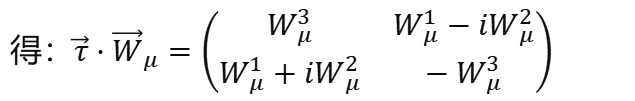 得：$\vec{\tau} \cdot \overrightarrow{W}_\mu = \begin{pmatrix} W_\mu^3 & W_\mu^1 - iW_\mu^2 \\ W_\mu^1 + iW_\mu^2 & -W_\mu^3 \end{pmatrix}$